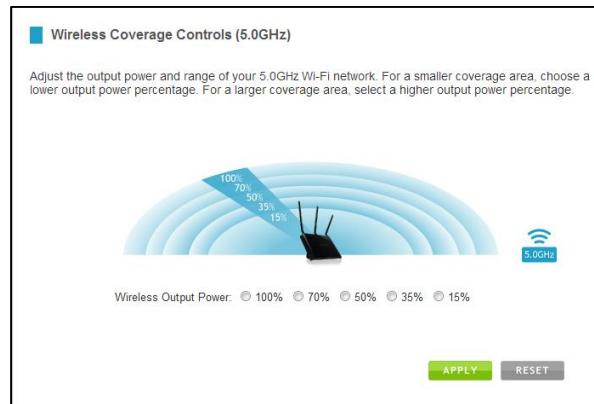 Wireless Coverage Controls (5.0GHz)
Adjust the output power and range of your 5.0GHz Wi-Fi network. For a smaller coverage area, choose a
lower output power percentage. For a larger coverage area, select a higher output power percentage.
100%
70%
50%
35%
15%
5.0GHz
Wireless Output Power: 100% 70% 50% 35% 15%
APPLY RESET